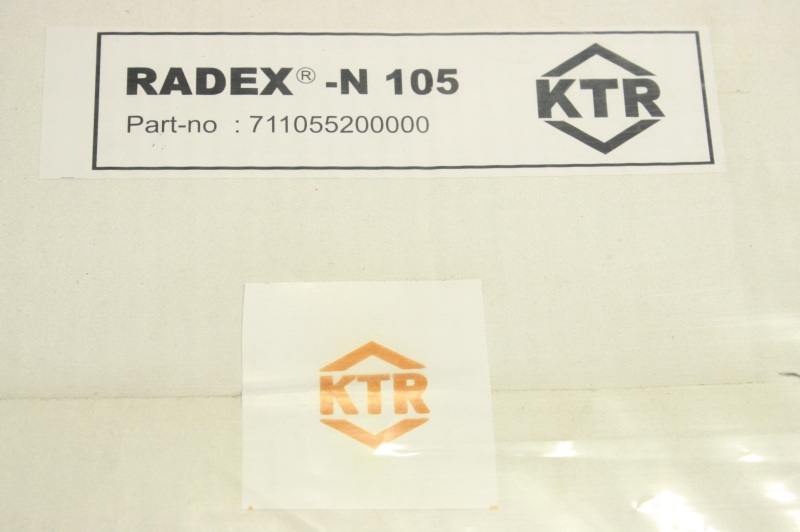 RADEX® -N 105
Part-no : 711055200000
KTR
KTR